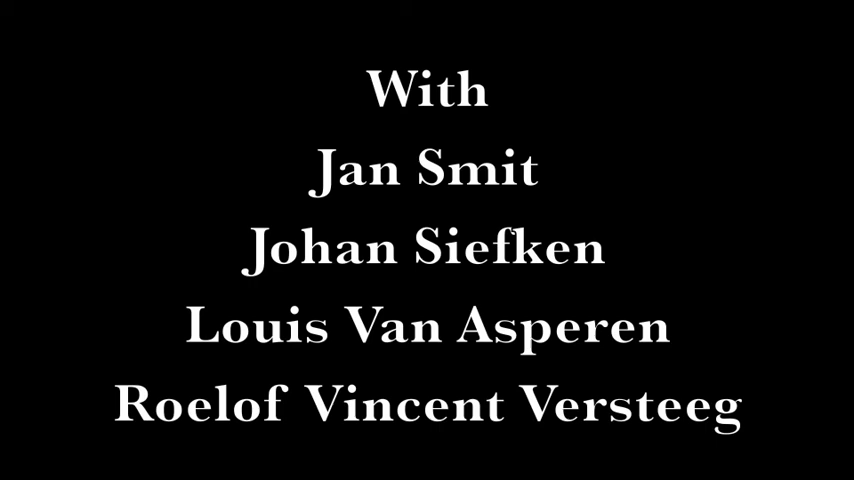 With
Jan Smit
Johan Siefken
Louis Van Asperen
Roelof Vincent Versteeg